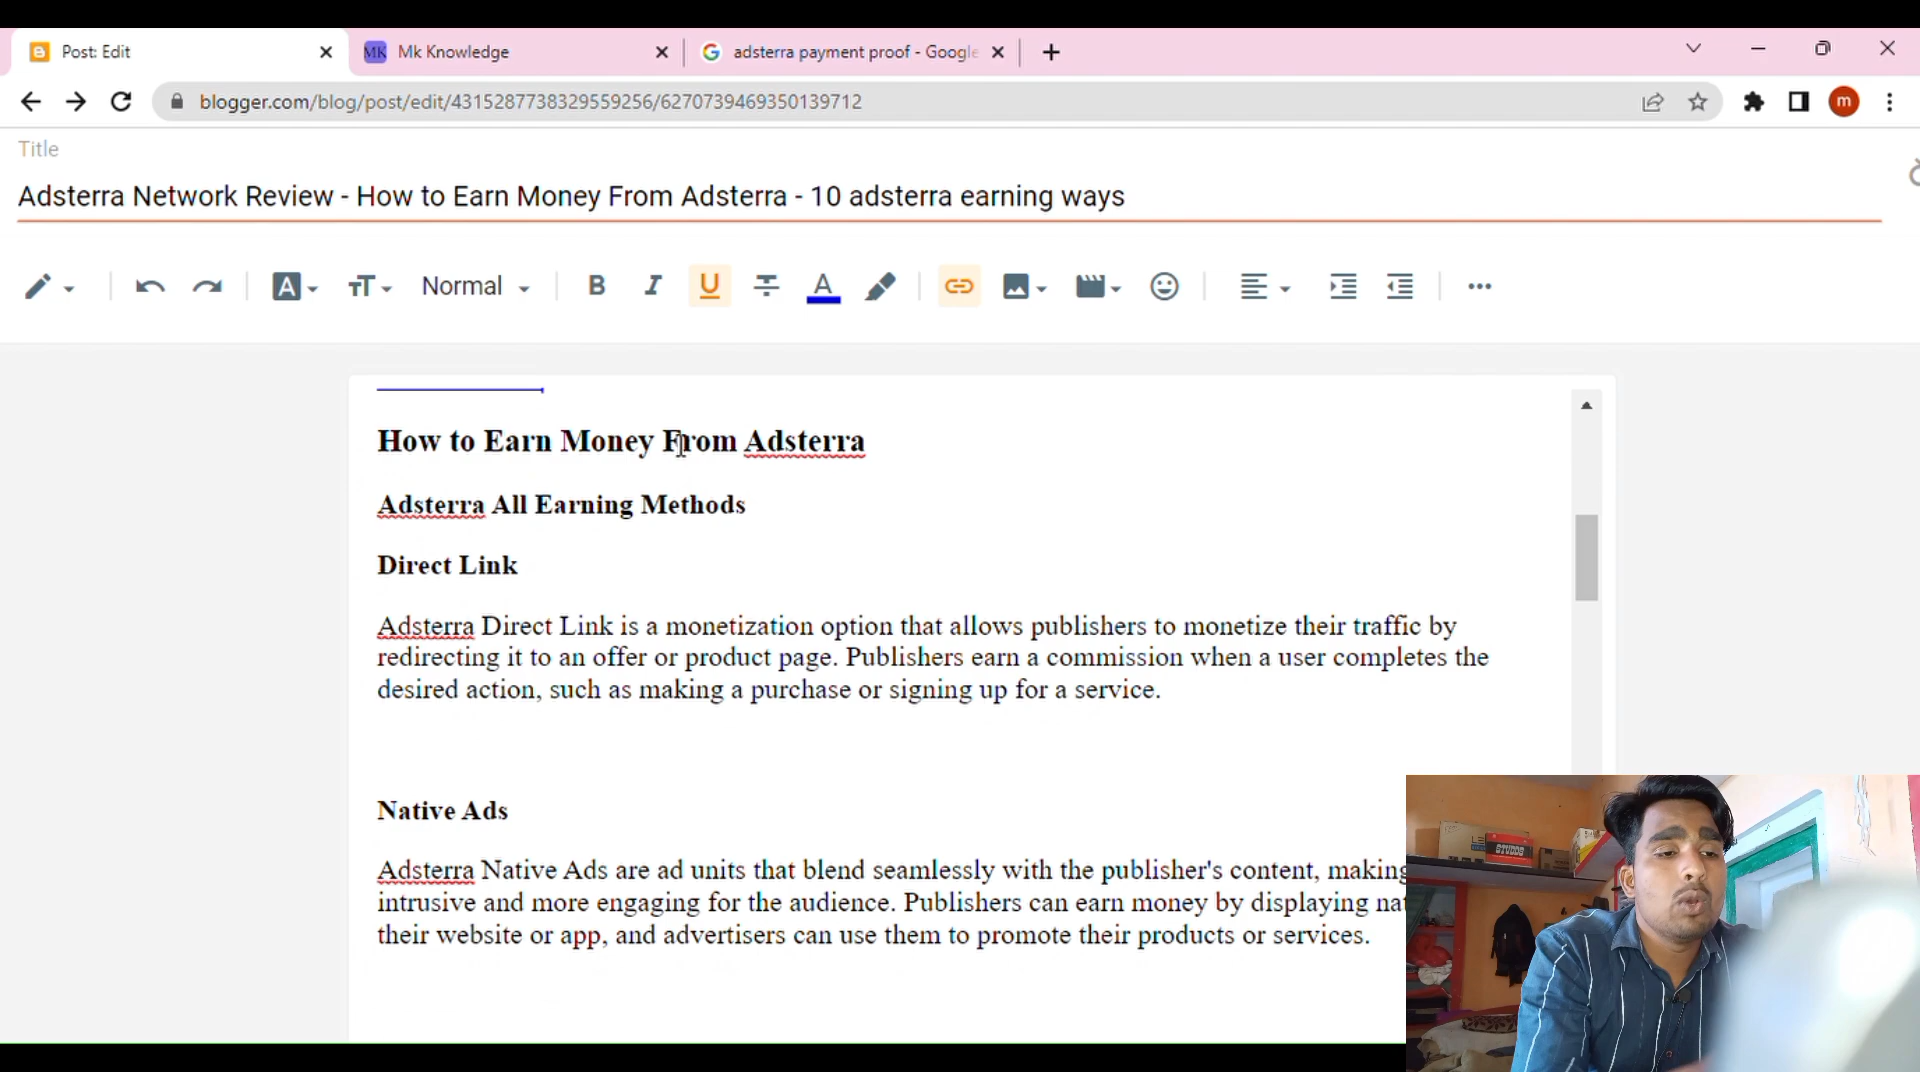 Post: Edit
MK Mk Knowledge
adsterra payment proof - Google
blogger.com/blog/post/edit/4315287738329559256/6270739469350139712
m
Title
Adsterra Network Review - How to Earn Money From Adsterra - 10 adsterra earning ways
Normal
How to Earn Money From Adsterra
Adsterra All Earning Methods
Direct Link
Adsterra Direct Link is a monetization option that allows publishers to monetize their traffic by
redirecting it to an offer or product page. Publishers earn a commission when a user completes the
desired action, such as making a purchase or signing up for a service.
Native Ads
Adsterra Native Ads are ad units that blend seamlessly with the publisher's content, making
intrusive and more engaging for the audience. Publishers can earn money by displaying
their website or app, and advertisers can use them to promote their products or services.
STUDDS